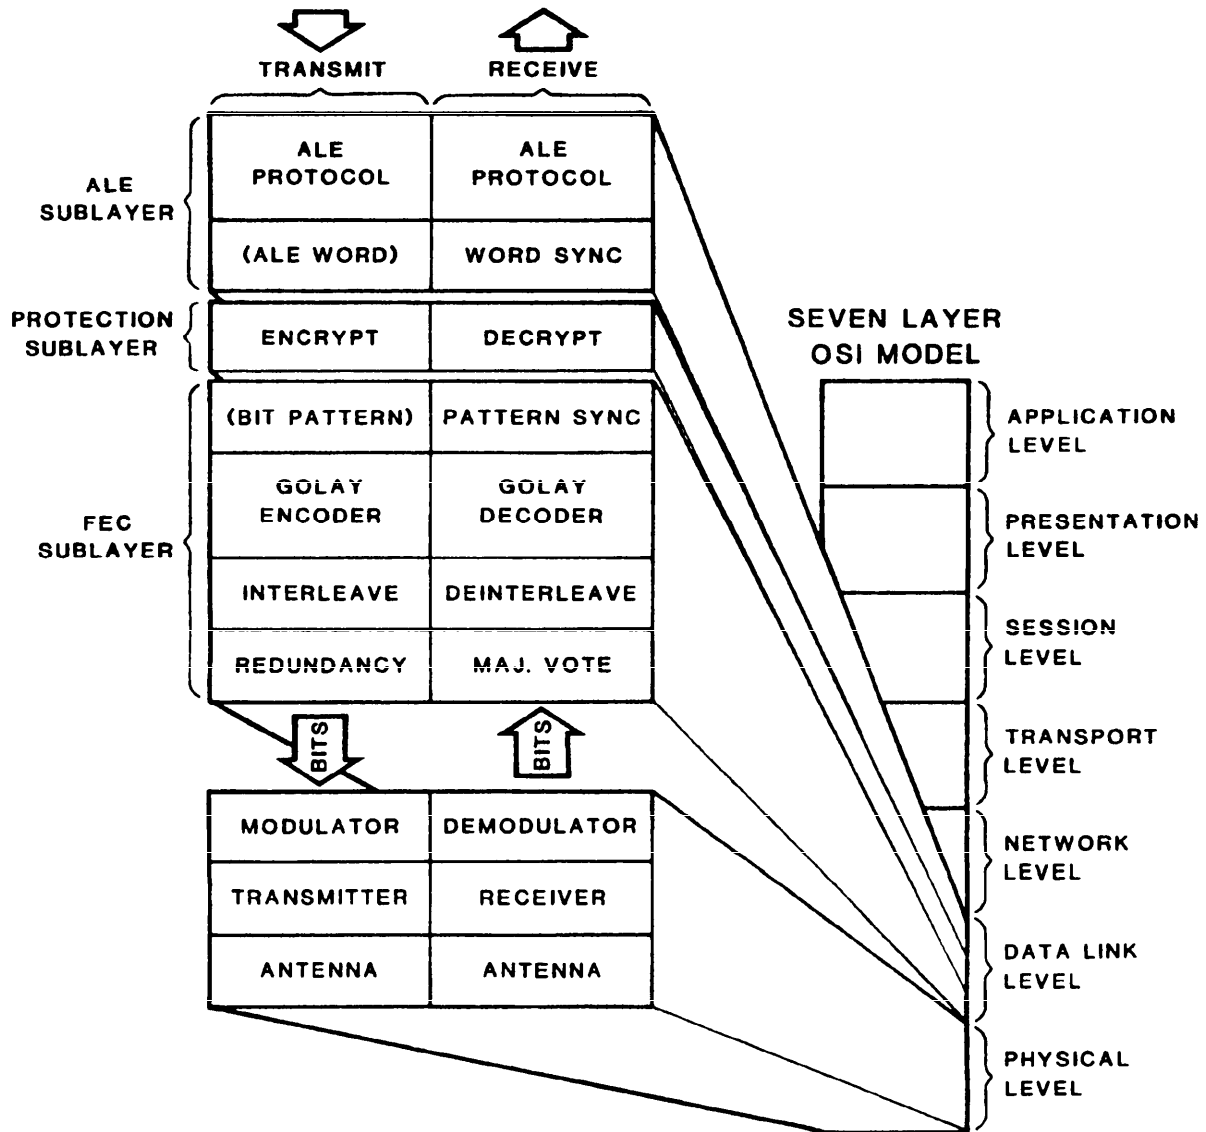 TRANSMIT
RECEIVE
ALE
SUBLAYER
ALE
PROTOCOL
ALE
PROTOCOL
(ALE WORD)
WORD SYNC
PROTECTION
SUBLAYER
ENCRYPT
DECRYPT
FEC
SUBLAYER
(BIT PATTERN)
PATTERN SYNC
GOLAY
ENCODER
GOLAY
DECODER
INTERLEAVE
DEINTERLEAVE
REDUNDANCY
MAJ. VOTE
BITS
BITS
MODULATOR
DEMODULATOR
TRANSMITTER
RECEIVER
ANTENNA
ANTENNA
SEVEN LAYER
OSI MODEL
APPLICATION
LEVEL
PRESENTATION
LEVEL
SESSION
LEVEL
TRANSPORT
LEVEL
NETWORK
LEVEL
DATA LINK
LEVEL
PHYSICAL
LEVEL